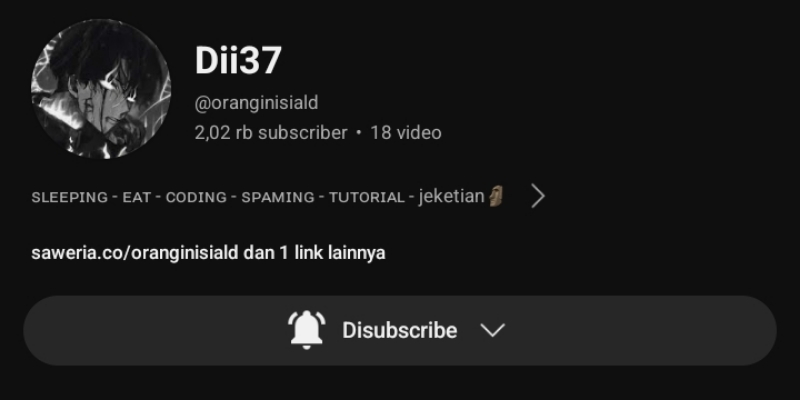 Dii37
@oranginisiald
2,02 rb subscriber • 18 video
SLEEPING - EAT - CODING - SPAMING - TUTORIAL - jeketian🗿
saweria.co/oranginisiald dan 1 link lainnya
Disubscribe